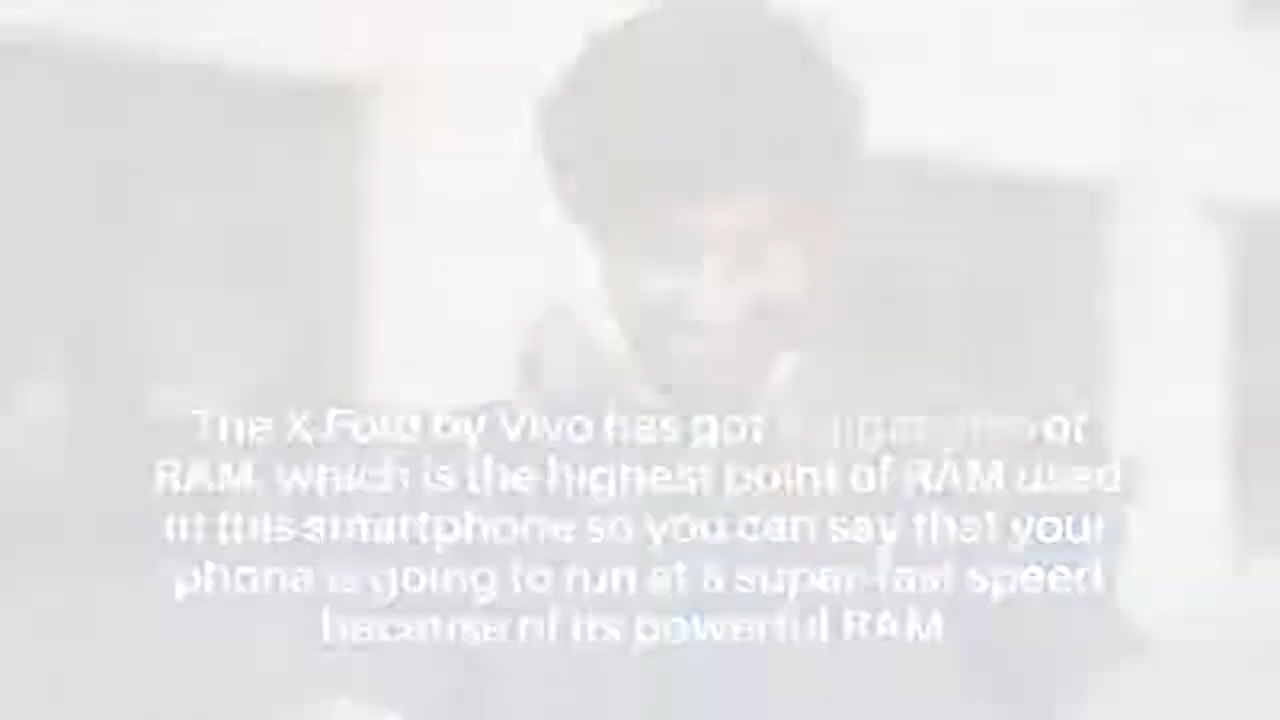 The X Fold by Vivo has got of
RAM, which is the highest point of RAM used
in this smartphone so you can say that your
phone is going to run at a super-fast speed
because of its powerful RAM